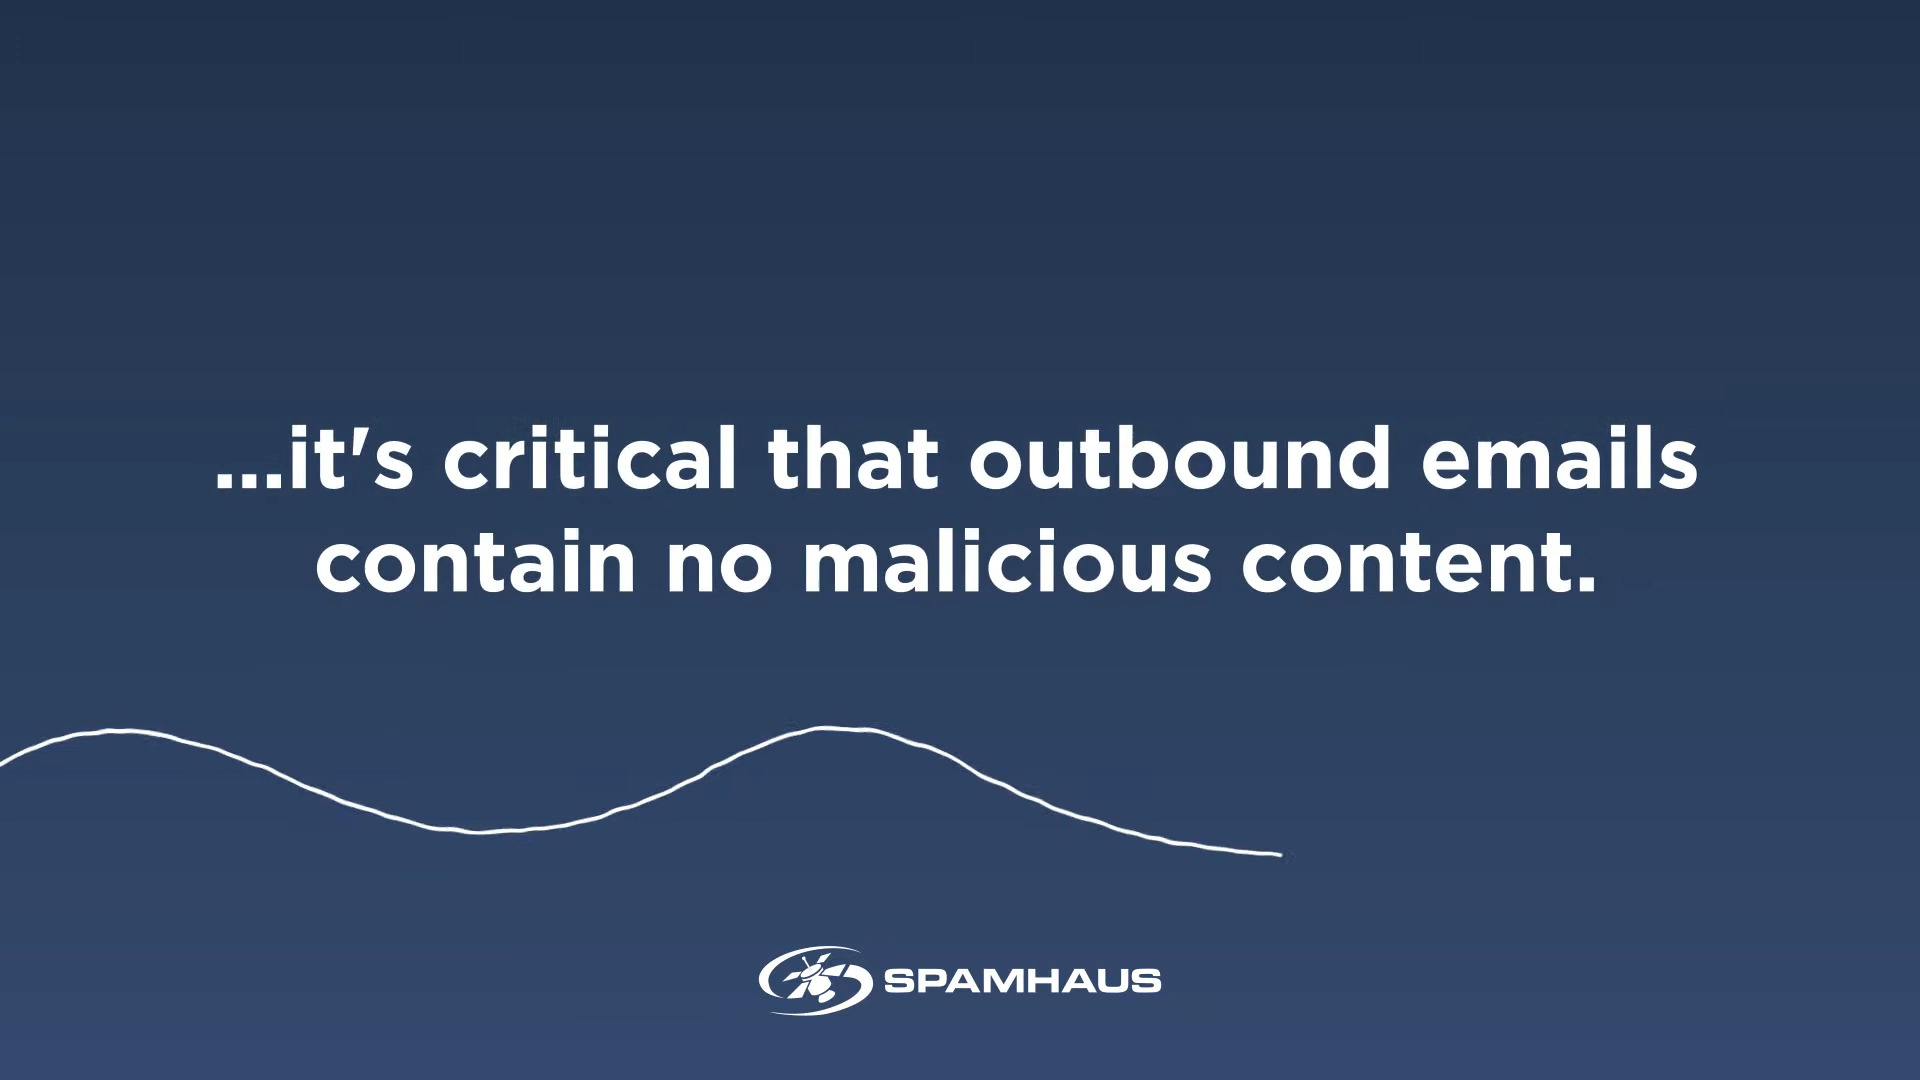 ...it's critical that outbound emails
contain no malicious content.
SPAMHAUS